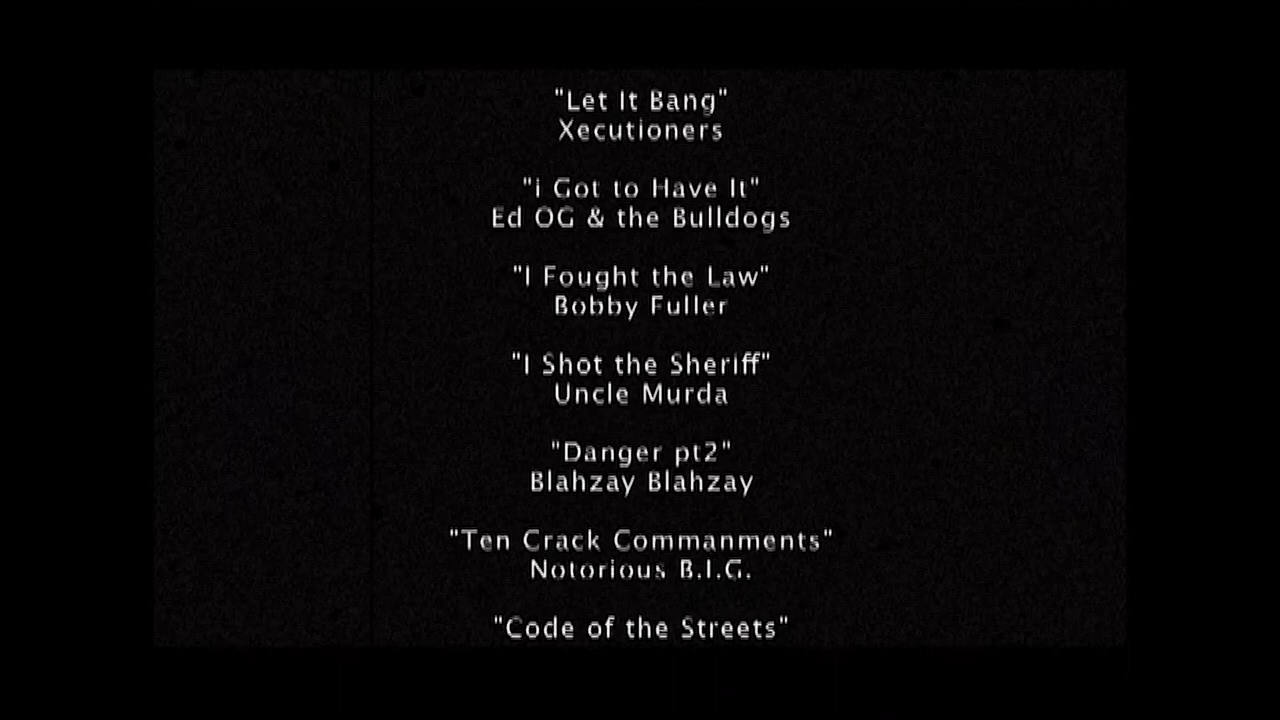 "Let It Bang"
Xecutioners
"i Got to Have It"
Ed OG & the Bulldogs
"I Fought the Law"
Bobby Fuller
"I Shot the Sheriff"
Uncle Murda
"Danger pt2"
Blahzay Blahzay
"Ten Crack Commanments"
Notorious B.I.G.
"Code of the Streets"